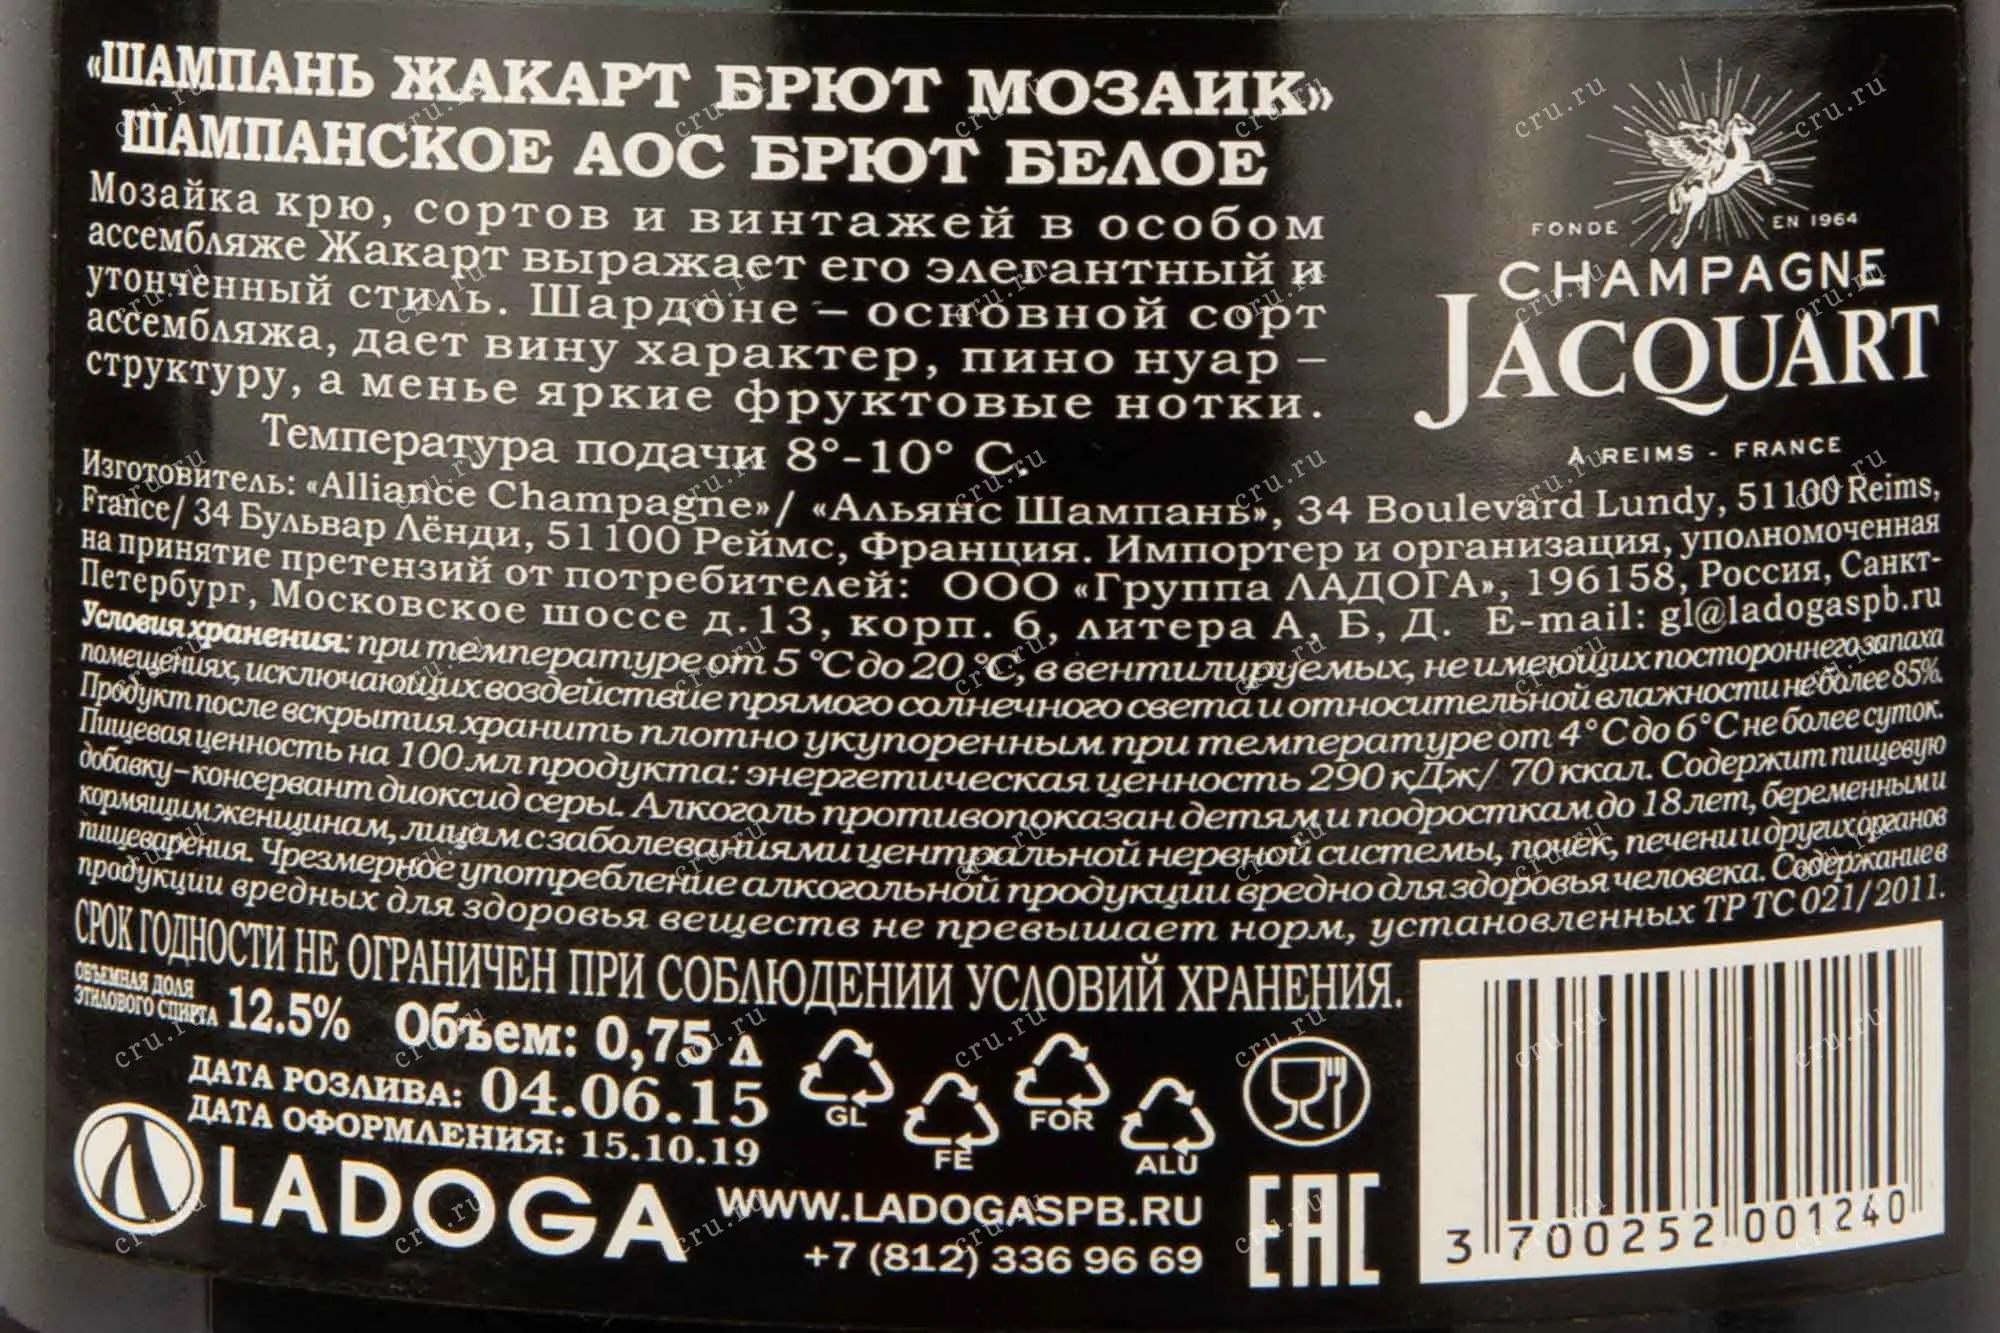 «ШАМПАНЬ ЖАКАРТ БРЮТ МОЗАИК»
ШАМПАНСКОЕ АОС БРЮТ БЕЛОЕ
Мозайка крю, сортов и винтажей в особом
ассембляже Жакарт выражает его элегантный и
утонченный стиль. Шардоне – основной сорт
ассембляжа, дает вину характер, пино нуар –
структуру, а менье яркие фруктовые нотки.
Температура подачи 8°-10° С.
FONDÉ EN 1964
CHAMPAGNE
JACQUART
À REIMS - FRANCE
Изготовитель: «Alliance Champagne»/ «Альянс Шампань», 34 Boulevard Lundy, 51100 Reims,
France/ 34 Бульвар Лёнди, 51100 Реймс, Франция. Импортер и организация, уполномоченная
на принятие претензий от потребителей: ООО «Группа ЛАДОГА», 196158, Россия, Санкт-
Петербург, Московское шоссе д.13, корп. 6, литера А, Б, Д. E-mail: gl@ladogaspb.ru
Условия хранения: при температуре от 5 °С до 20 °С, в вентилируемых, не имеющих постороннего запаха
помещениях, исключающих воздействие прямого солнечного света и относительной влажности не более 85%.
Продукт после вскрытия хранить плотно укупоренным при температуре от 4°С до 6°С не более суток.
Пищевая ценность на 100 мл продукта: энергетическая ценность 290 кДж/ 70 ккал. Содержит пищевую
добавку–консервант диоксид серы. Алкоголь противопоказан детям и подросткам до 18 лет, беременным и
кормящим женщинам, лицам с заболеваниями центральной нервной системы, почек, печени и других органов
пищеварения. Чрезмерное употребление алкогольной продукции вредно для здоровья человека. Содержание в
продукции вредных для здоровья веществ не превышает норм, установленных ТР ТС 021/2011.
СРОК ГОДНОСТИ НЕ ОГРАНИЧЕН ПРИ СОБЛЮДЕНИИ УСЛОВИЙ ХРАНЕНИЯ.
ОБЪЕМНАЯ ДОЛЯ
ЭТИЛОВОГО СПИРТА 12.5% Объем: 0,75 л
ДАТА РОЗЛИВА: 04.06.15
ДАТА ОФОРМЛЕНИЯ: 15.10.19
GL FE FOR ALU
LADOGA
WWW.LADOGASPB.RU
+7 (812) 336 96 69
EAC
3 700252 001240
cru.ru